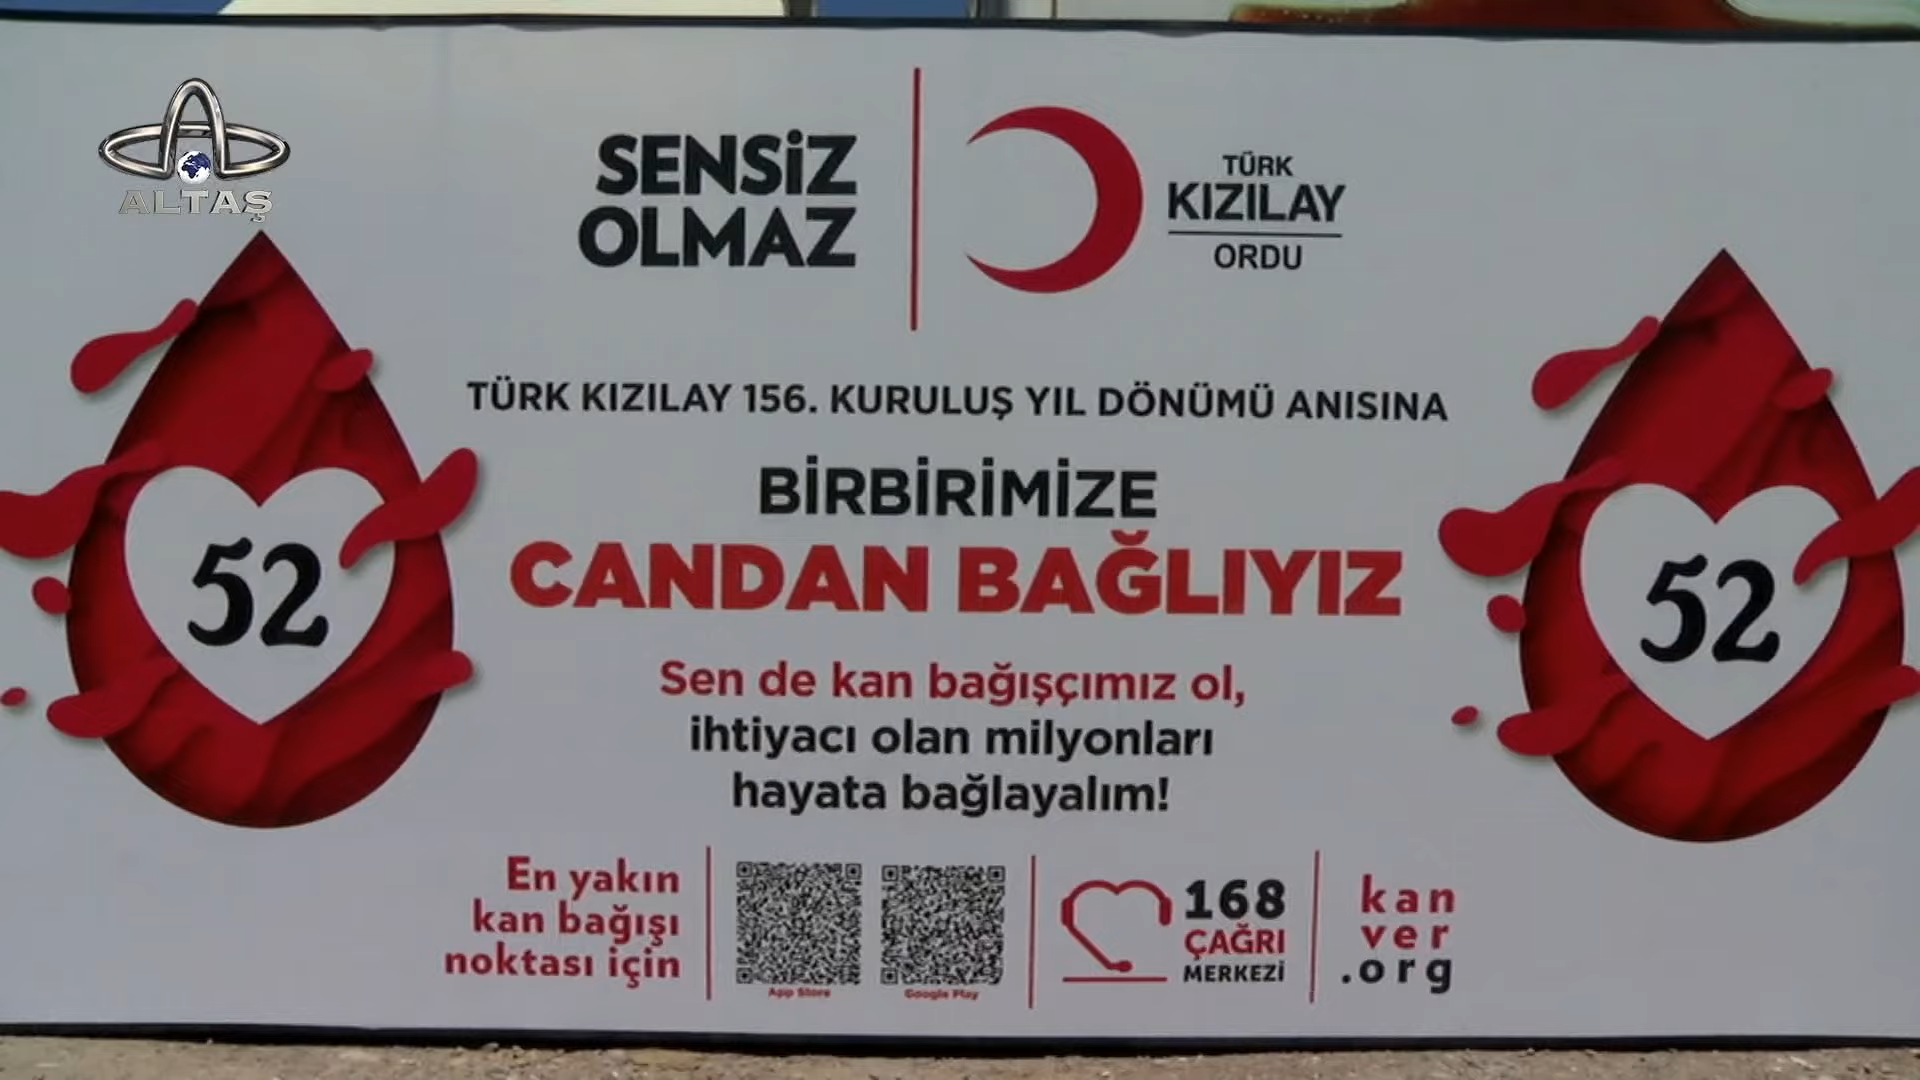 ALTAŞ
SENSİZ
OLMAZ
TÜRK
KIZILAY
ORDU
TÜRK KIZILAY 156. KURULUŞ YIL DÖNÜMÜ ANISINA
BİRBİRİMİZE
CANDAN BAĞLIYIZ
52
52
Sen de kan bağışçımız ol,
ihtiyacı olan milyonları
hayata bağlayalım!
En yakın
kan bağışı
noktası için
App Store
Google Play
168
ÇAĞRI
MERKEZİ
kan
ver
.org